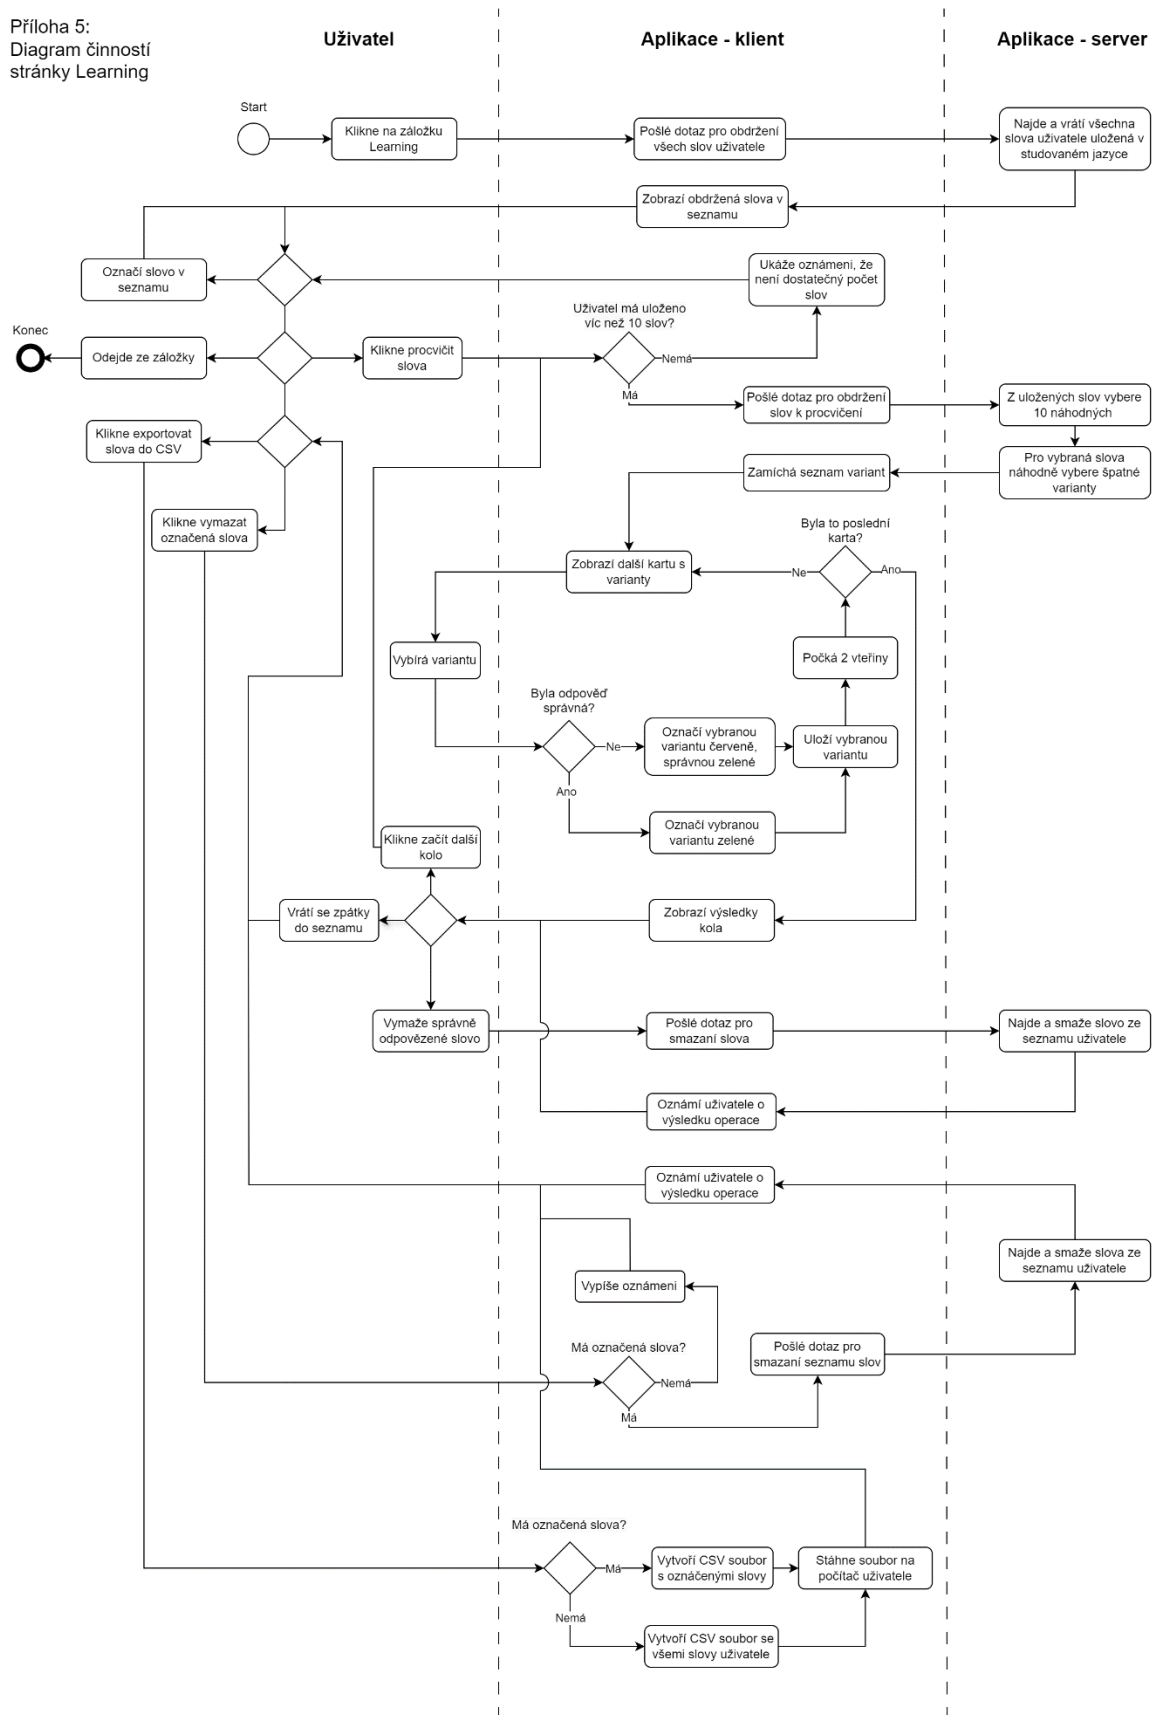 Příloha 5:
Diagram činností
stránky Learning
Uživatel
Aplikace - klient
Aplikace - server
Start
Klikne na záložku
Learning
Pošlé dotaz pro obdržení
všech slov uživatele
Najde a vrátí všechna
slova uživatele uložená v
studovaném jazyce
Zobrazí obdržená slova v
seznamu
Označí slovo v
seznamu
Ukáže oznámeni, že
není dostatečný počet
slov
Uživatel má uloženo
víc než 10 slov?
Konec
Odejde ze záložky
Klikne procvičit
slova
Nemá
Má
Pošlé dotaz pro obdržení
slov k procvičení
Z uložených slov vybere
10 náhodných
Klikne exportovat
slova do CSV
Zamíchá seznam variant
Pro vybraná slova
náhodně vybere špatné
varianty
Klikne vymazat
označená slova
Byla to poslední
karta?
Zobrazí další kartu s
varianty
Ne
Ano
Vybírá variantu
Počká 2 vteřiny
Byla odpověď
správná?
Ne
Označí vybranou
variantu červeně,
správnou zelené
Uloží vybranou
variantu
Ano
Označí vybranou
variantu zelené
Klikne začít další
kolo
Vrátí se zpátky
do seznamu
Zobrazí výsledky
kola
Vymaže správně
odpovězené slovo
Pošlé dotaz pro
smazaní slova
Najde a smaže slovo ze
seznamu uživatele
Oznámí uživatele o
výsledku operace
Oznámí uživatele o
výsledku operace
Najde a smaže slova ze
seznamu uživatele
Vypíše oznámeni
Má označená slova?
Nemá
Má
Pošlé dotaz pro
smazaní seznamu slov
Má označená slova?
Má
Nemá
Vytvoří CSV soubor
s označenými slovy
Stáhne soubor na
počítač uživatele
Vytvoří CSV soubor se
všemi slovy uživatele